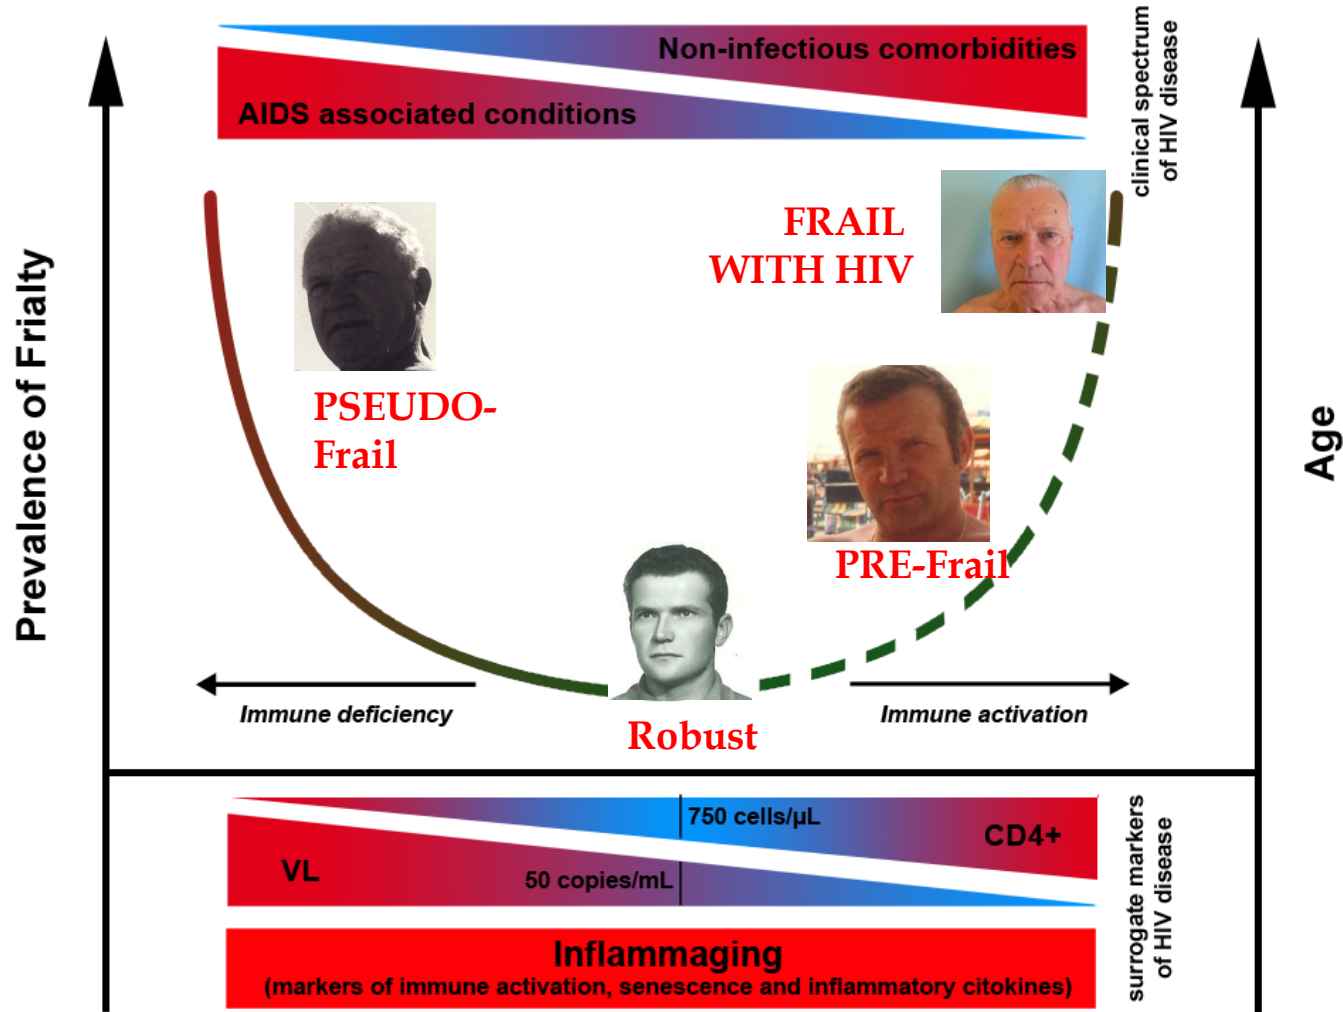 Non-infectious comorbidities
AIDS associated conditions
clinical spectrum
of HIV disease
Prevalence of Frialty
Age
PSEUDO-
Frail
FRAIL
WITH HIV
PRE-Frail
Robust
Immune deficiency
Immune activation
750 cells/µL
CD4+
VL
50 copies/mL
surrogate markers
of HIV disease
Inflammaging
(markers of immune activation, senescence and inflammatory citokines)